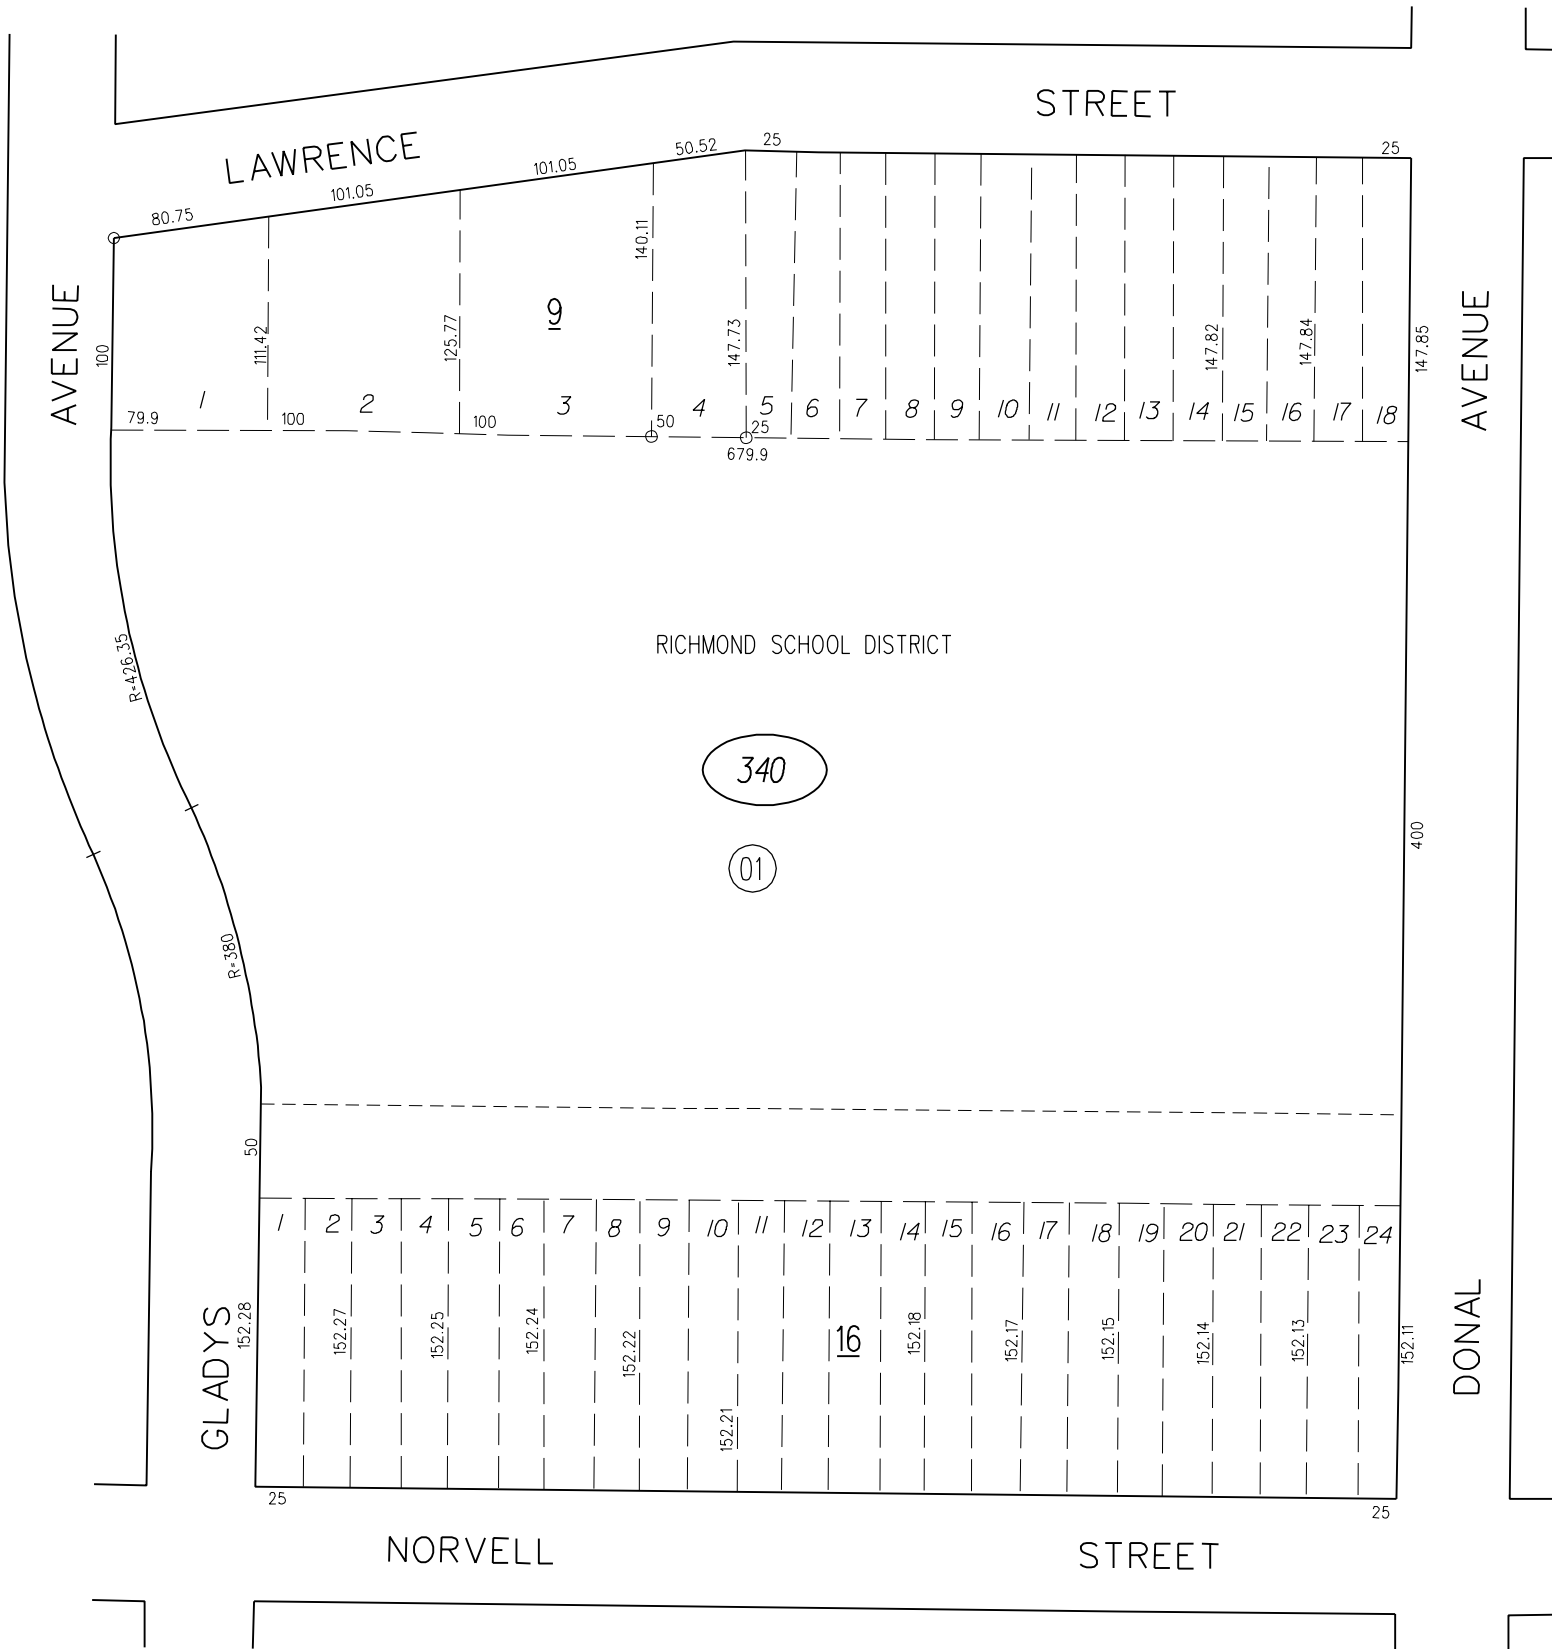 STREET
LAWRENCE
80.75
101.05
101.05
50.52
25
25
AVENUE
100
111.42
125.77
9
140.11
147.73
147.82
147.84
147.85
AVENUE
1 2 3 4 5 6 7 8 9 10 11 12 13 14 15 16 17 18
79.9 100 100 50 25
679.9
R=426.35
RICHMOND SCHOOL DISTRICT
340
01
400
R=380
50
1 2 3 4 5 6 7 8 9 10 11 12 13 14 15 16 17 18 19 20 21 22 23 24
GLADYS
152.28
152.27
152.25
152.24
152.22
152.21
16
152.18
152.17
152.15
152.14
152.13
152.11
DONAL
25
25
NORVELL STREET